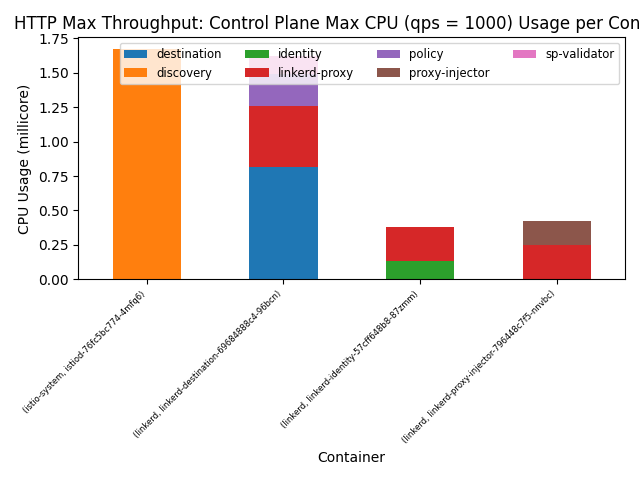 HTTP Max Throughput: Control Plane Max CPU (qps = 1000) Usage per Con
CPU Usage (millicore)
1.75
1.50
1.25
1.00
0.75
0.50
0.25
0.00
destination
discovery
identity
linkerd-proxy
policy
proxy-injector
sp-validator
(istio-system, istiod-76fc5bc774-4mfq6)
(linkerd, linkerd-destination-69684888c4-96bcn)
(linkerd, linkerd-identity-57cff648b8-87zmm)
(linkerd, linkerd-proxy-injector-796448c7f5-nnvbc)
Container